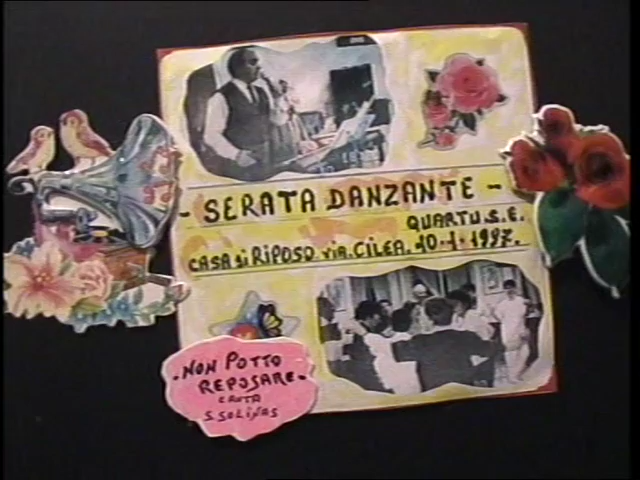 - SERATA DANZANTE -
QUARTU S.E.
CASA di RIPOSO via. CILEA. 10-1-1997.
- NON POTTO
REPOSARE -
CANTA
S. SOLINAS